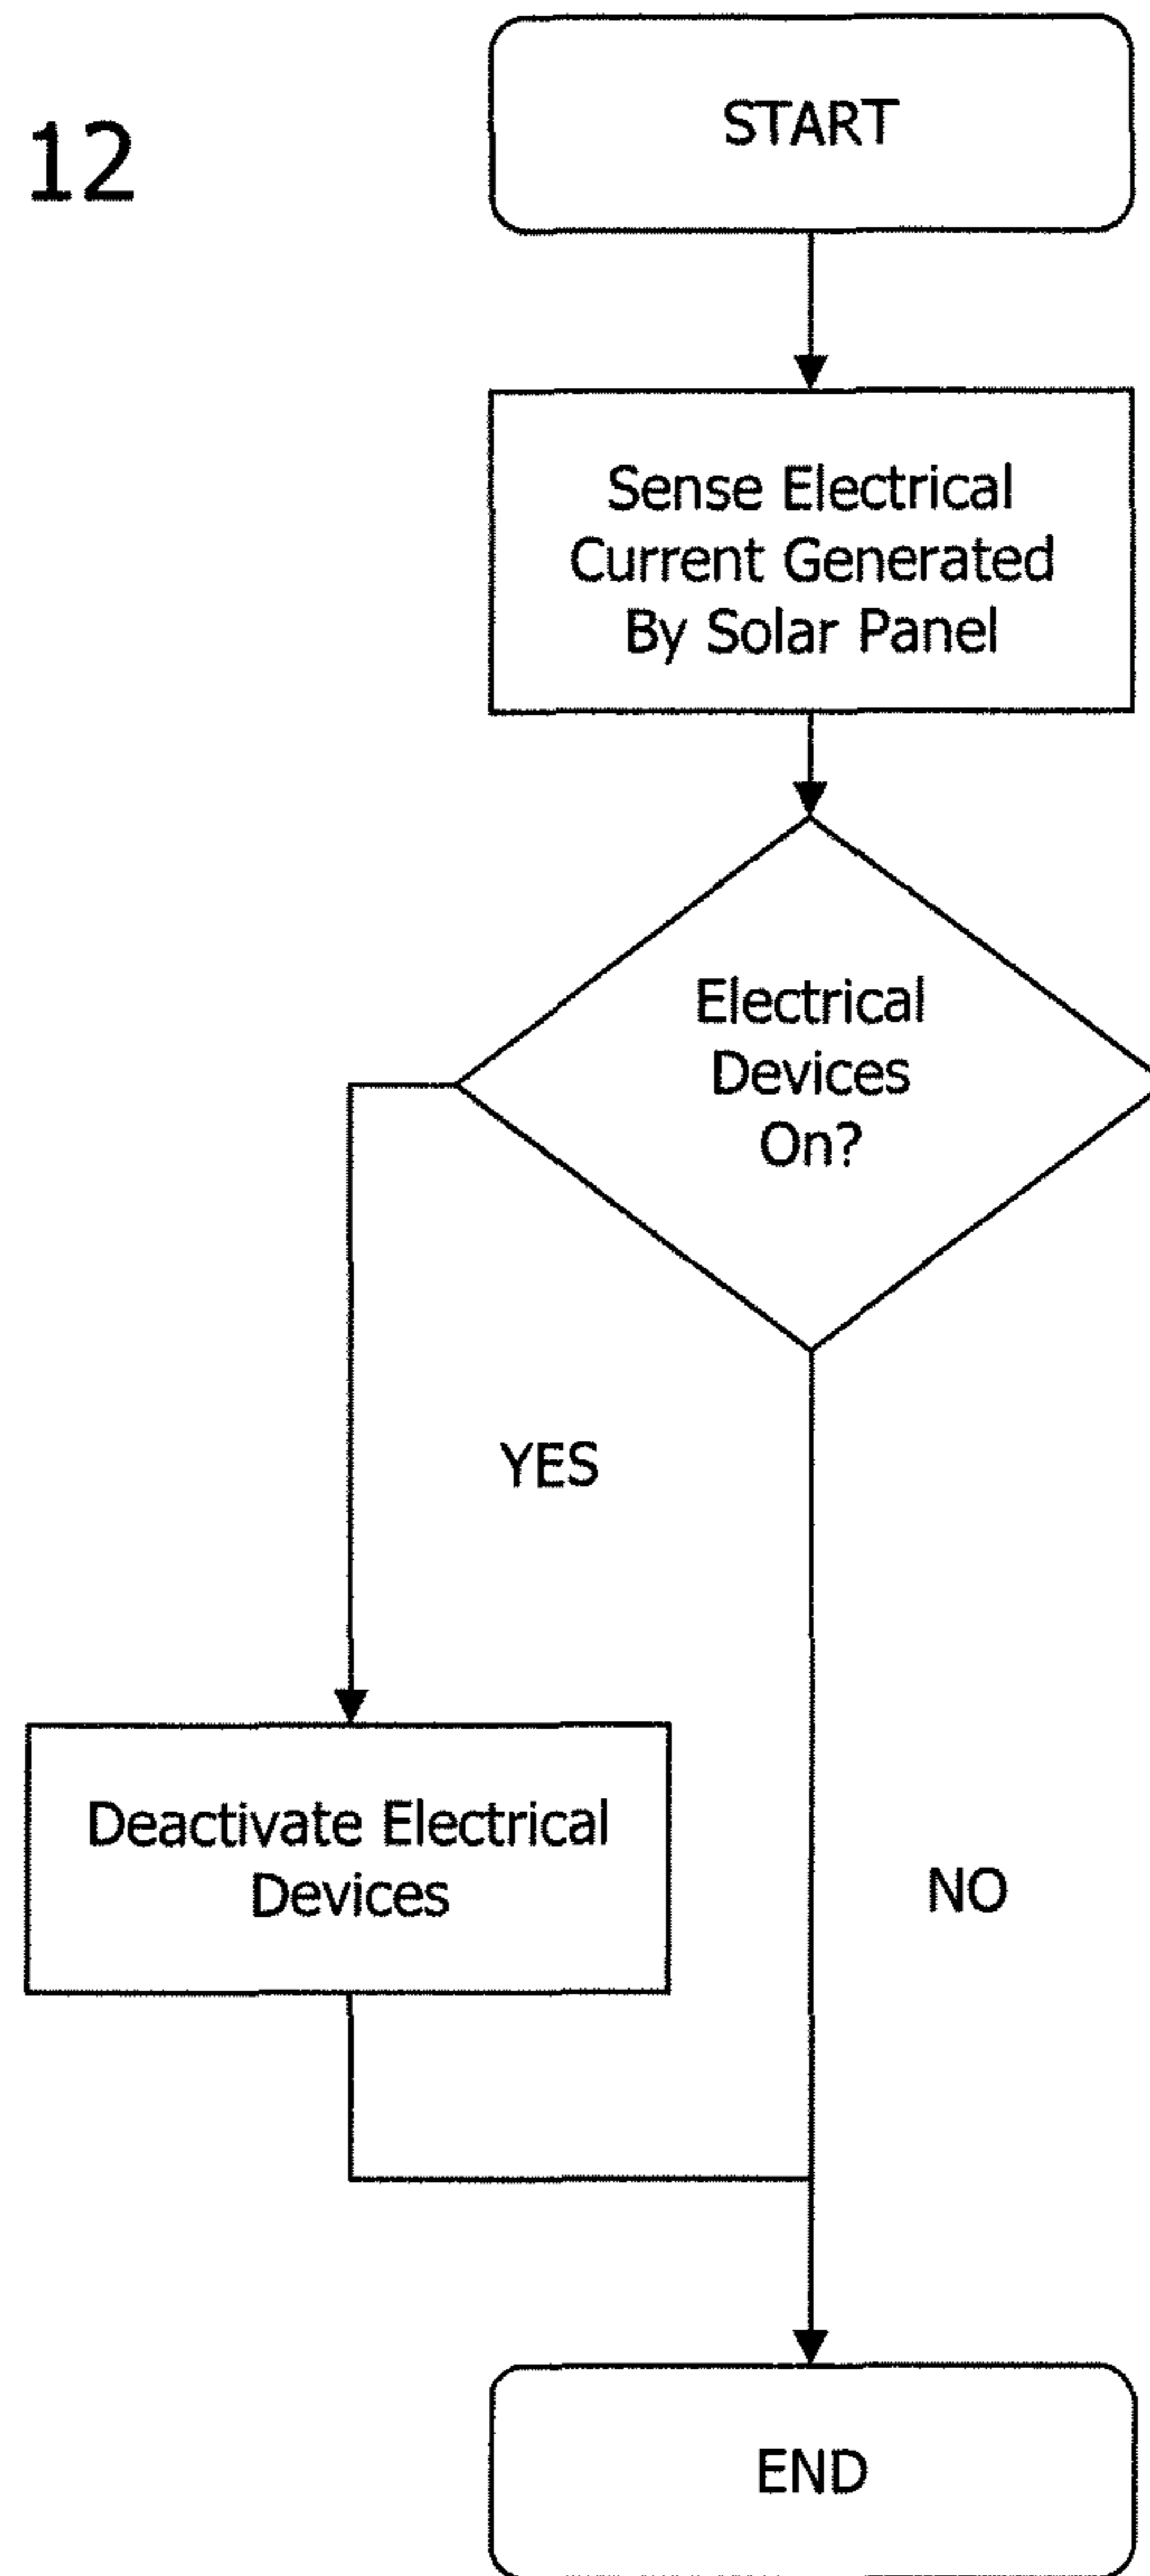 12
START
Sense Electrical
Current Generated
By Solar Panel
Electrical
Devices
On?
YES
Deactivate Electrical
Devices
NO
END